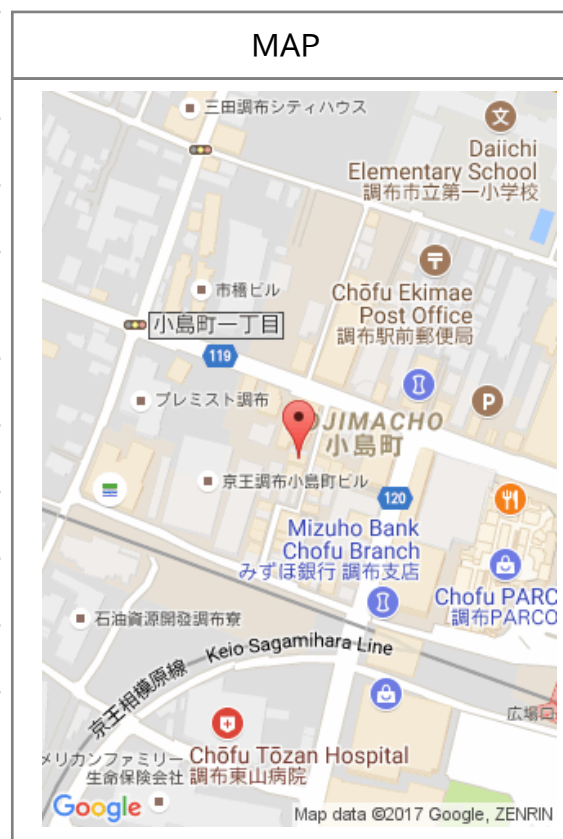 MAP
三田調布シティハウス
文
Daiichi
Elementary School
調布市立第一小学校
市橋ビル
Chōfu Ekimae
Post Office
調布駅前郵便局
小島町一丁目
119
プレミスト調布
P
OJIMACHO
小島町
京王調布小島町ビル
120
Mizuho Bank
Chofu Branch
みずほ銀行 調布支店
Chofu PARC
調布PARCO
石油資源開發調布寮
Keio Sagamihara Line
京王相模原線
広場口
Chōfu Tōzan Hospital
調布東山病院
メリカンファミリー
生命保険会社
Google
Map data ©2017 Google, ZENRIN